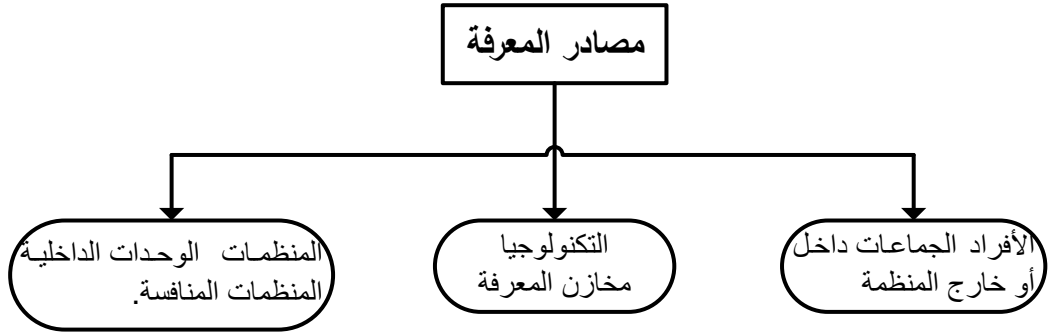 مصادر المعرفة
الأفراد الجماعات داخل
أو خارج المنظمة
التكنولوجيا
مخازن المعرفة
المنظمات الوحدات الداخلية
المنظمات المنافسة.